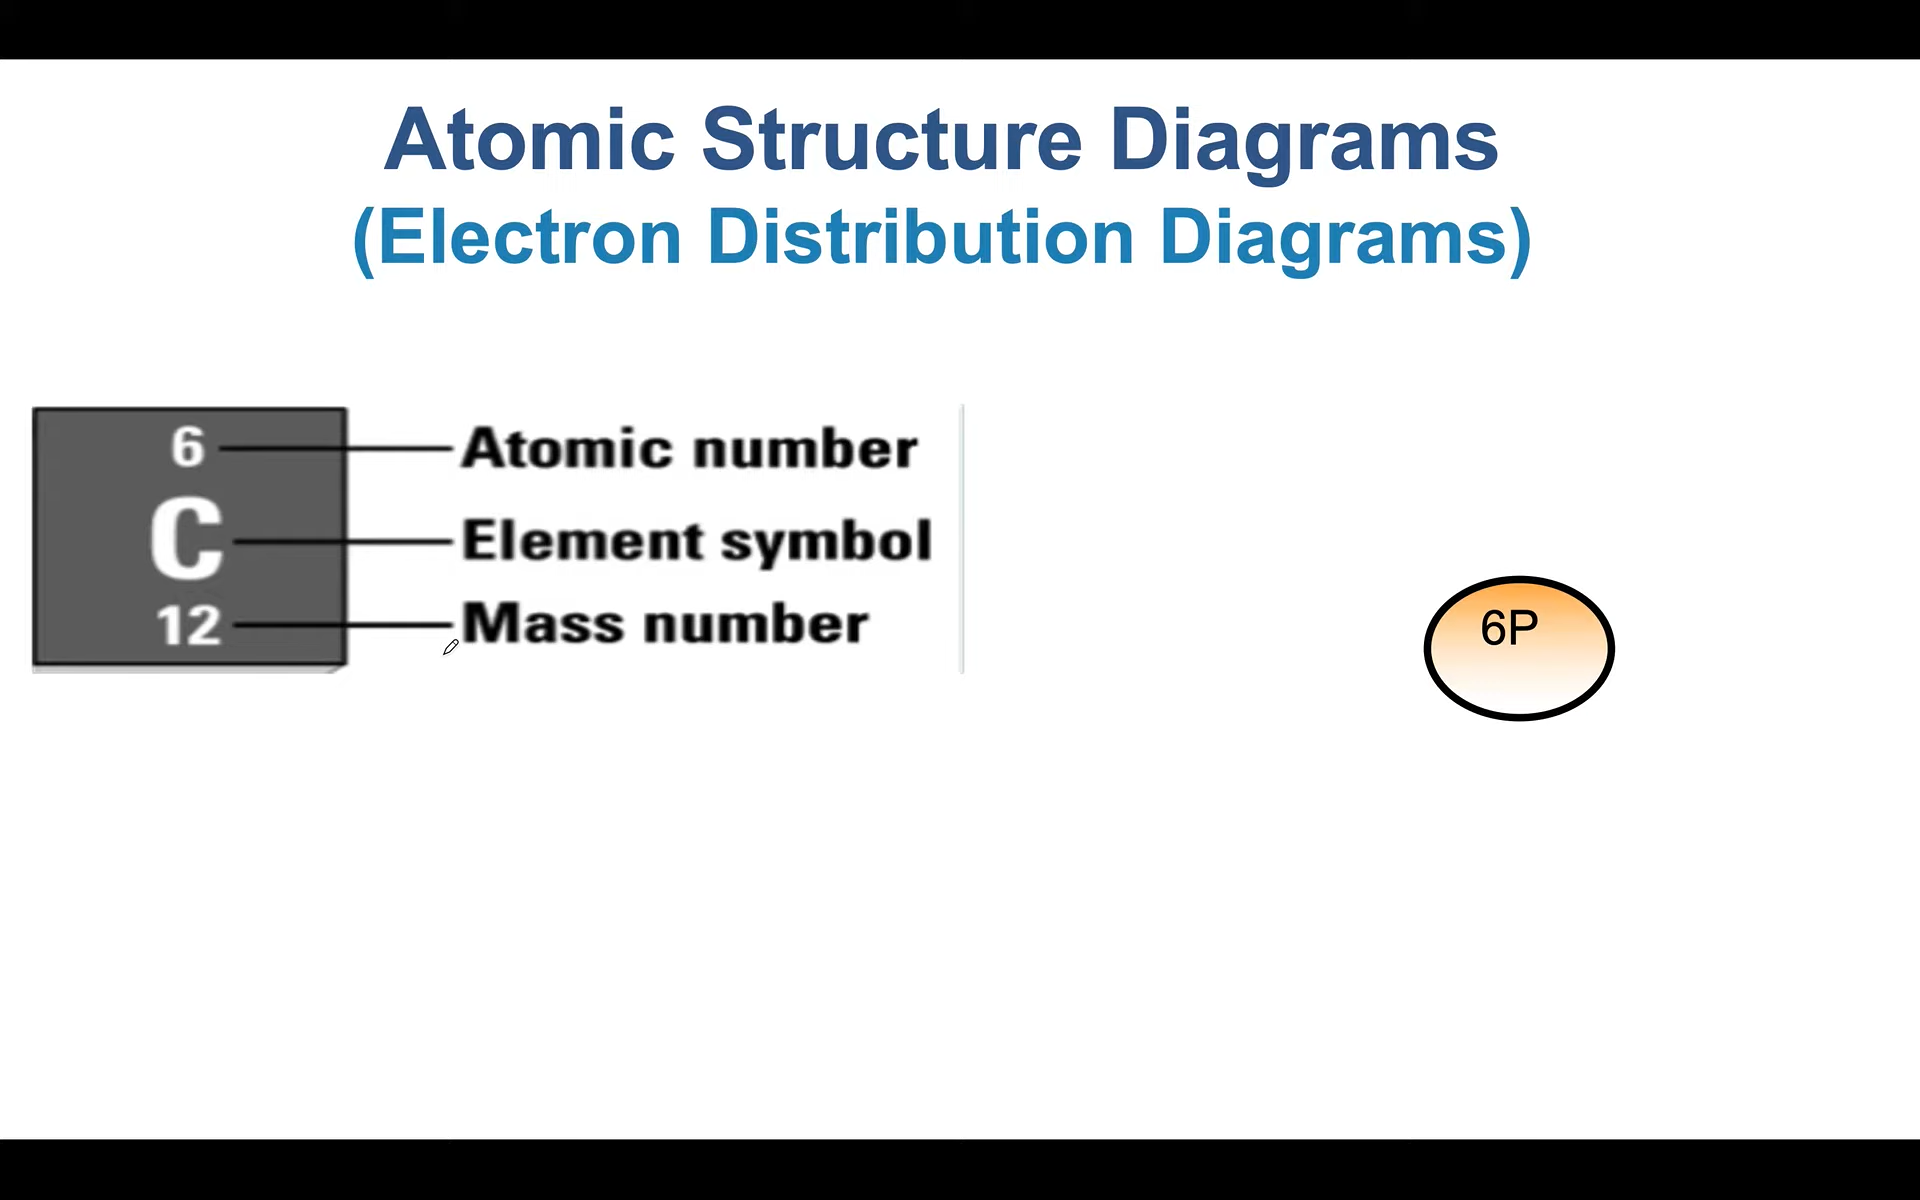 Atomic Structure Diagrams
(Electron Distribution Diagrams)
6 Atomic number
C Element symbol
12 Mass number
6P